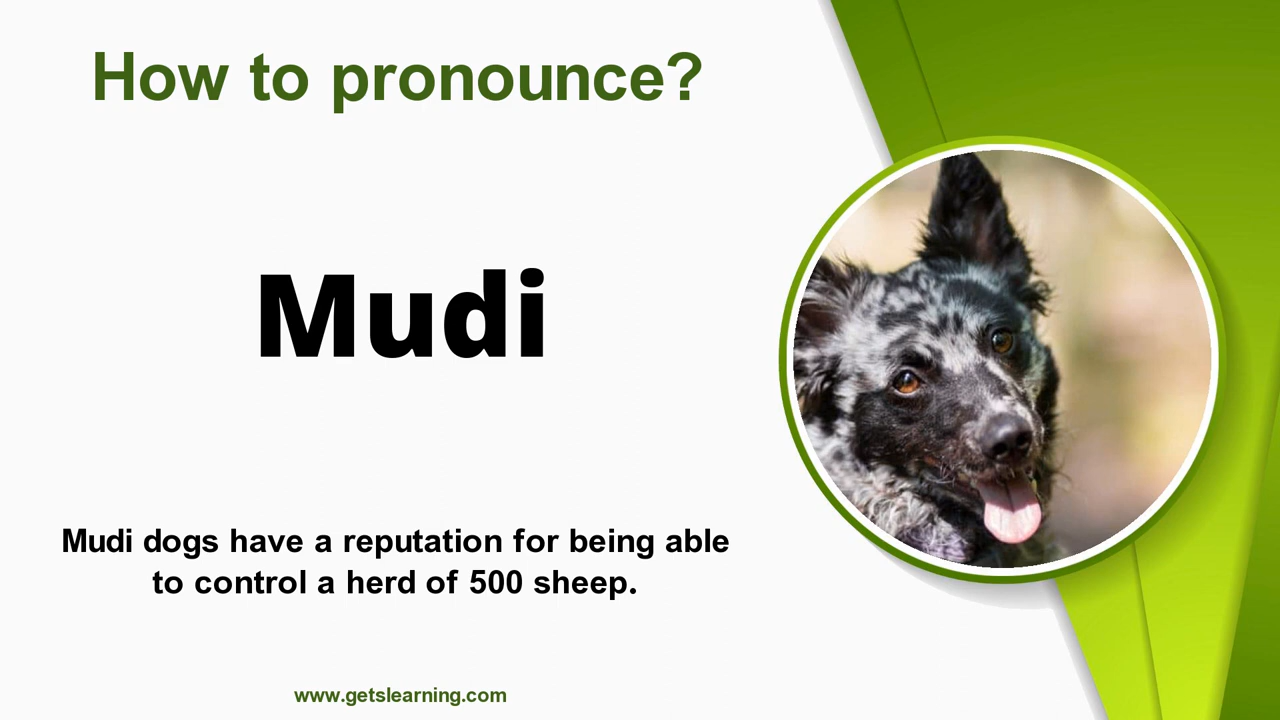 How to pronounce?
Mudi
Mudi dogs have a reputation for being able
to control a herd of 500 sheep.
www.getslearning.com